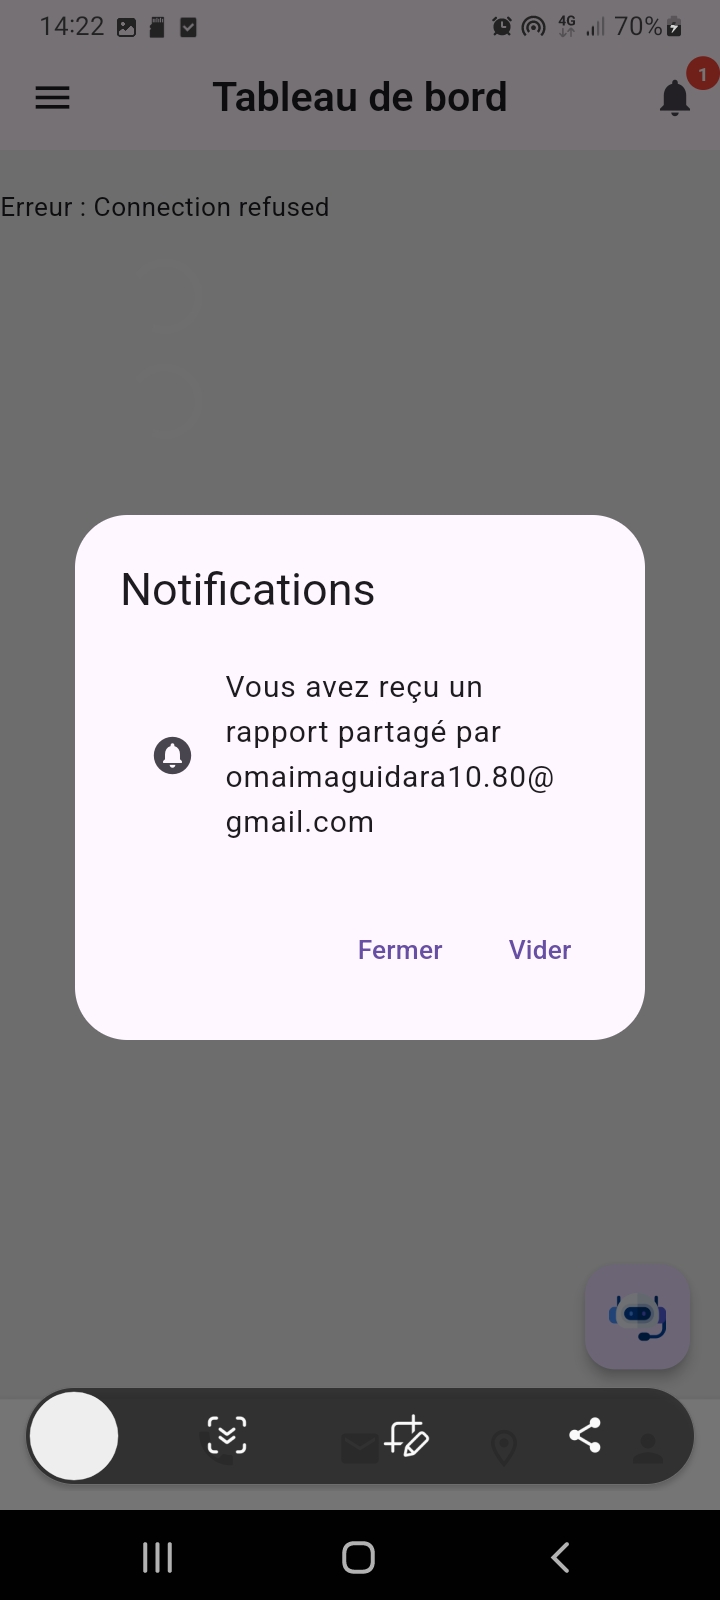 14:22
4G
70%
Tableau de bord
1
Erreur : Connection refused
Notifications
Vous avez reçu un
rapport partagé par
omaimaguidara10.80@
gmail.com
Fermer
Vider